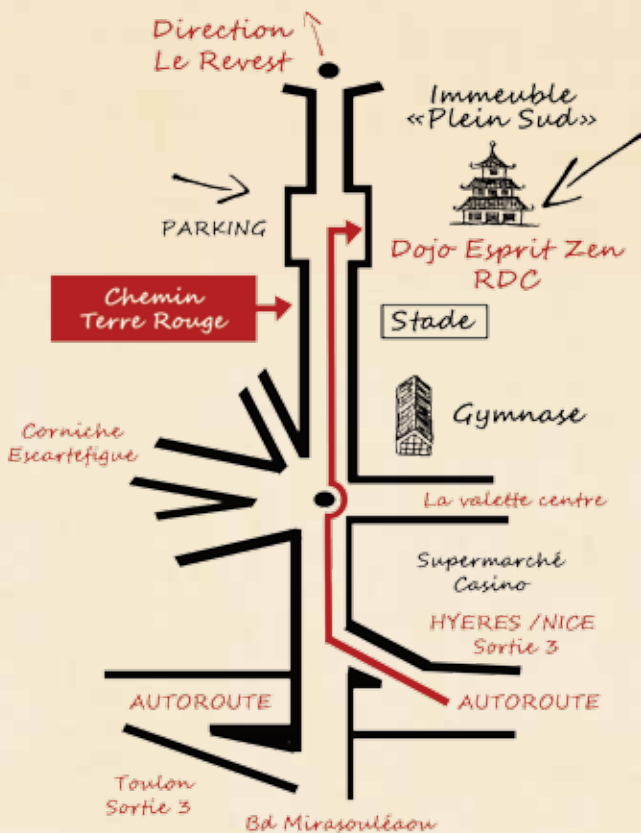 Direction
Le Revest
Immeuble
«Plein Sud»
PARKING
Dojo Esprit Zen
RDC
Chemin
Terre Rouge
Stade
Gymnase
Corniche
Escartefigue
La valette centre
Supermarché
Casino
HYERES /NICE
Sortie 3
AUTOROUTE
AUTOROUTE
Toulon
Sortie 3
Bd Mirasouléaou